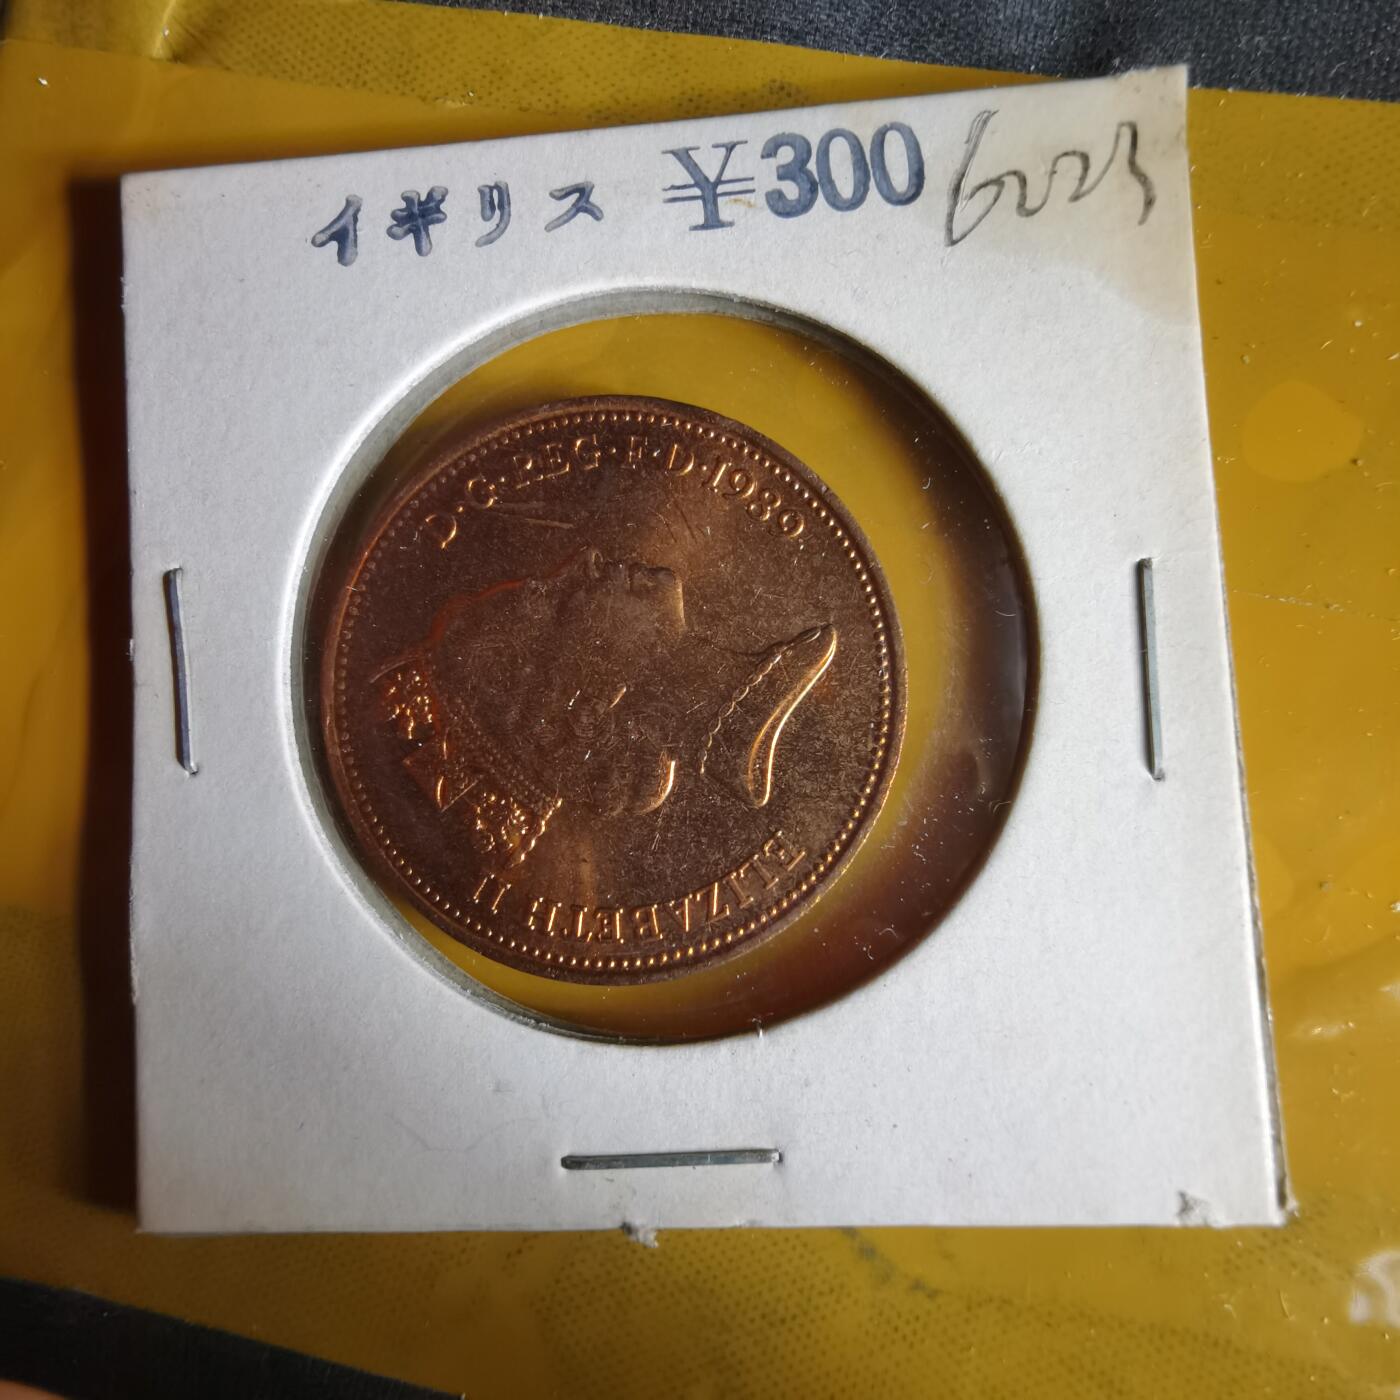 イギリス ¥300
ELIZABETH II
D·G·REG·F·D·1989